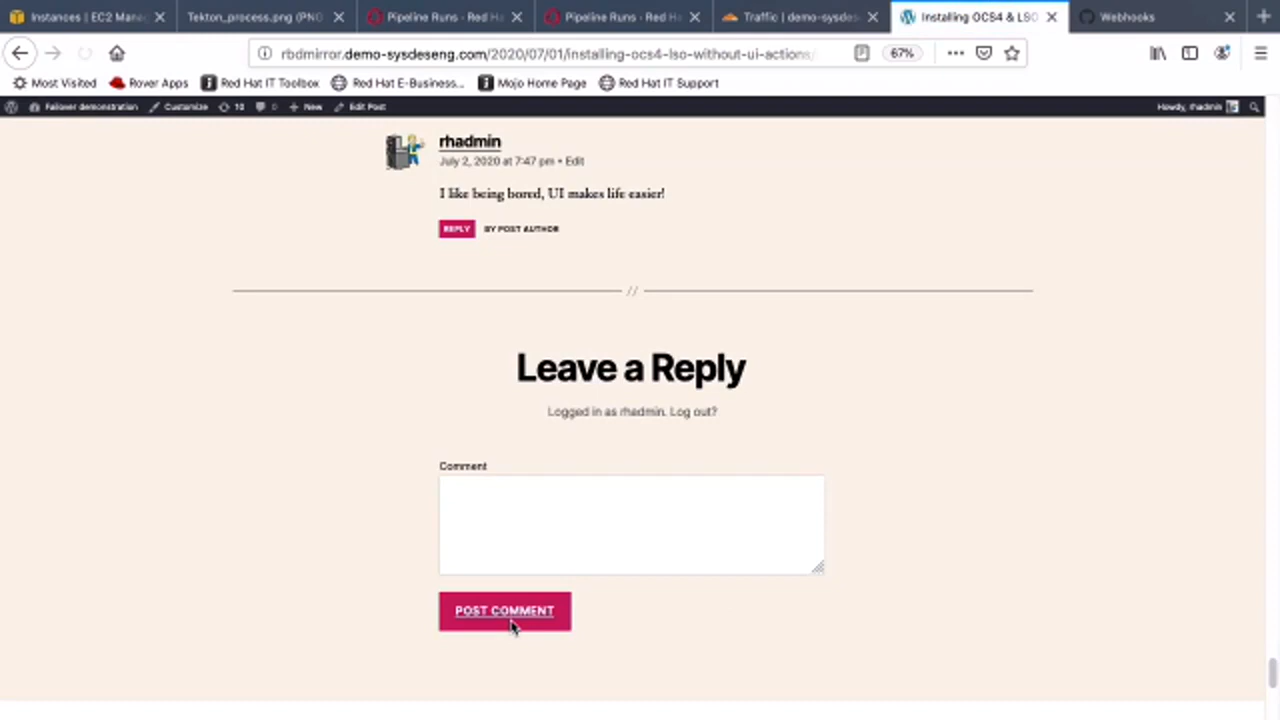 Instances | EC2 Mana
Tekton_process.png (PNG
Pipeline Runs · Red Ha
Pipeline Runs · Red Ha
Traffic | demo-sysdes
Installing OCS4 & LSO
Webhooks
rbdmirror.demo-sysdeseng.com/2020/07/01/installing-ocs4-lso-without-ui-actions/
67%
Most Visited
Rover Apps
Red Hat IT Toolbox
Red Hat E-Business...
Mojo Home Page
Red Hat IT Support
Failover demonstration
Customize
10
0
New
Edit Post
Howdy, rhadmin
rhadmin
July 2, 2020 at 7:47 pm • Edit
I like being bored, UI makes life easier!
REPLY
BY POST AUTHOR
//
Leave a Reply
Logged in as rhadmin. Log out?
Comment
POST COMMENT